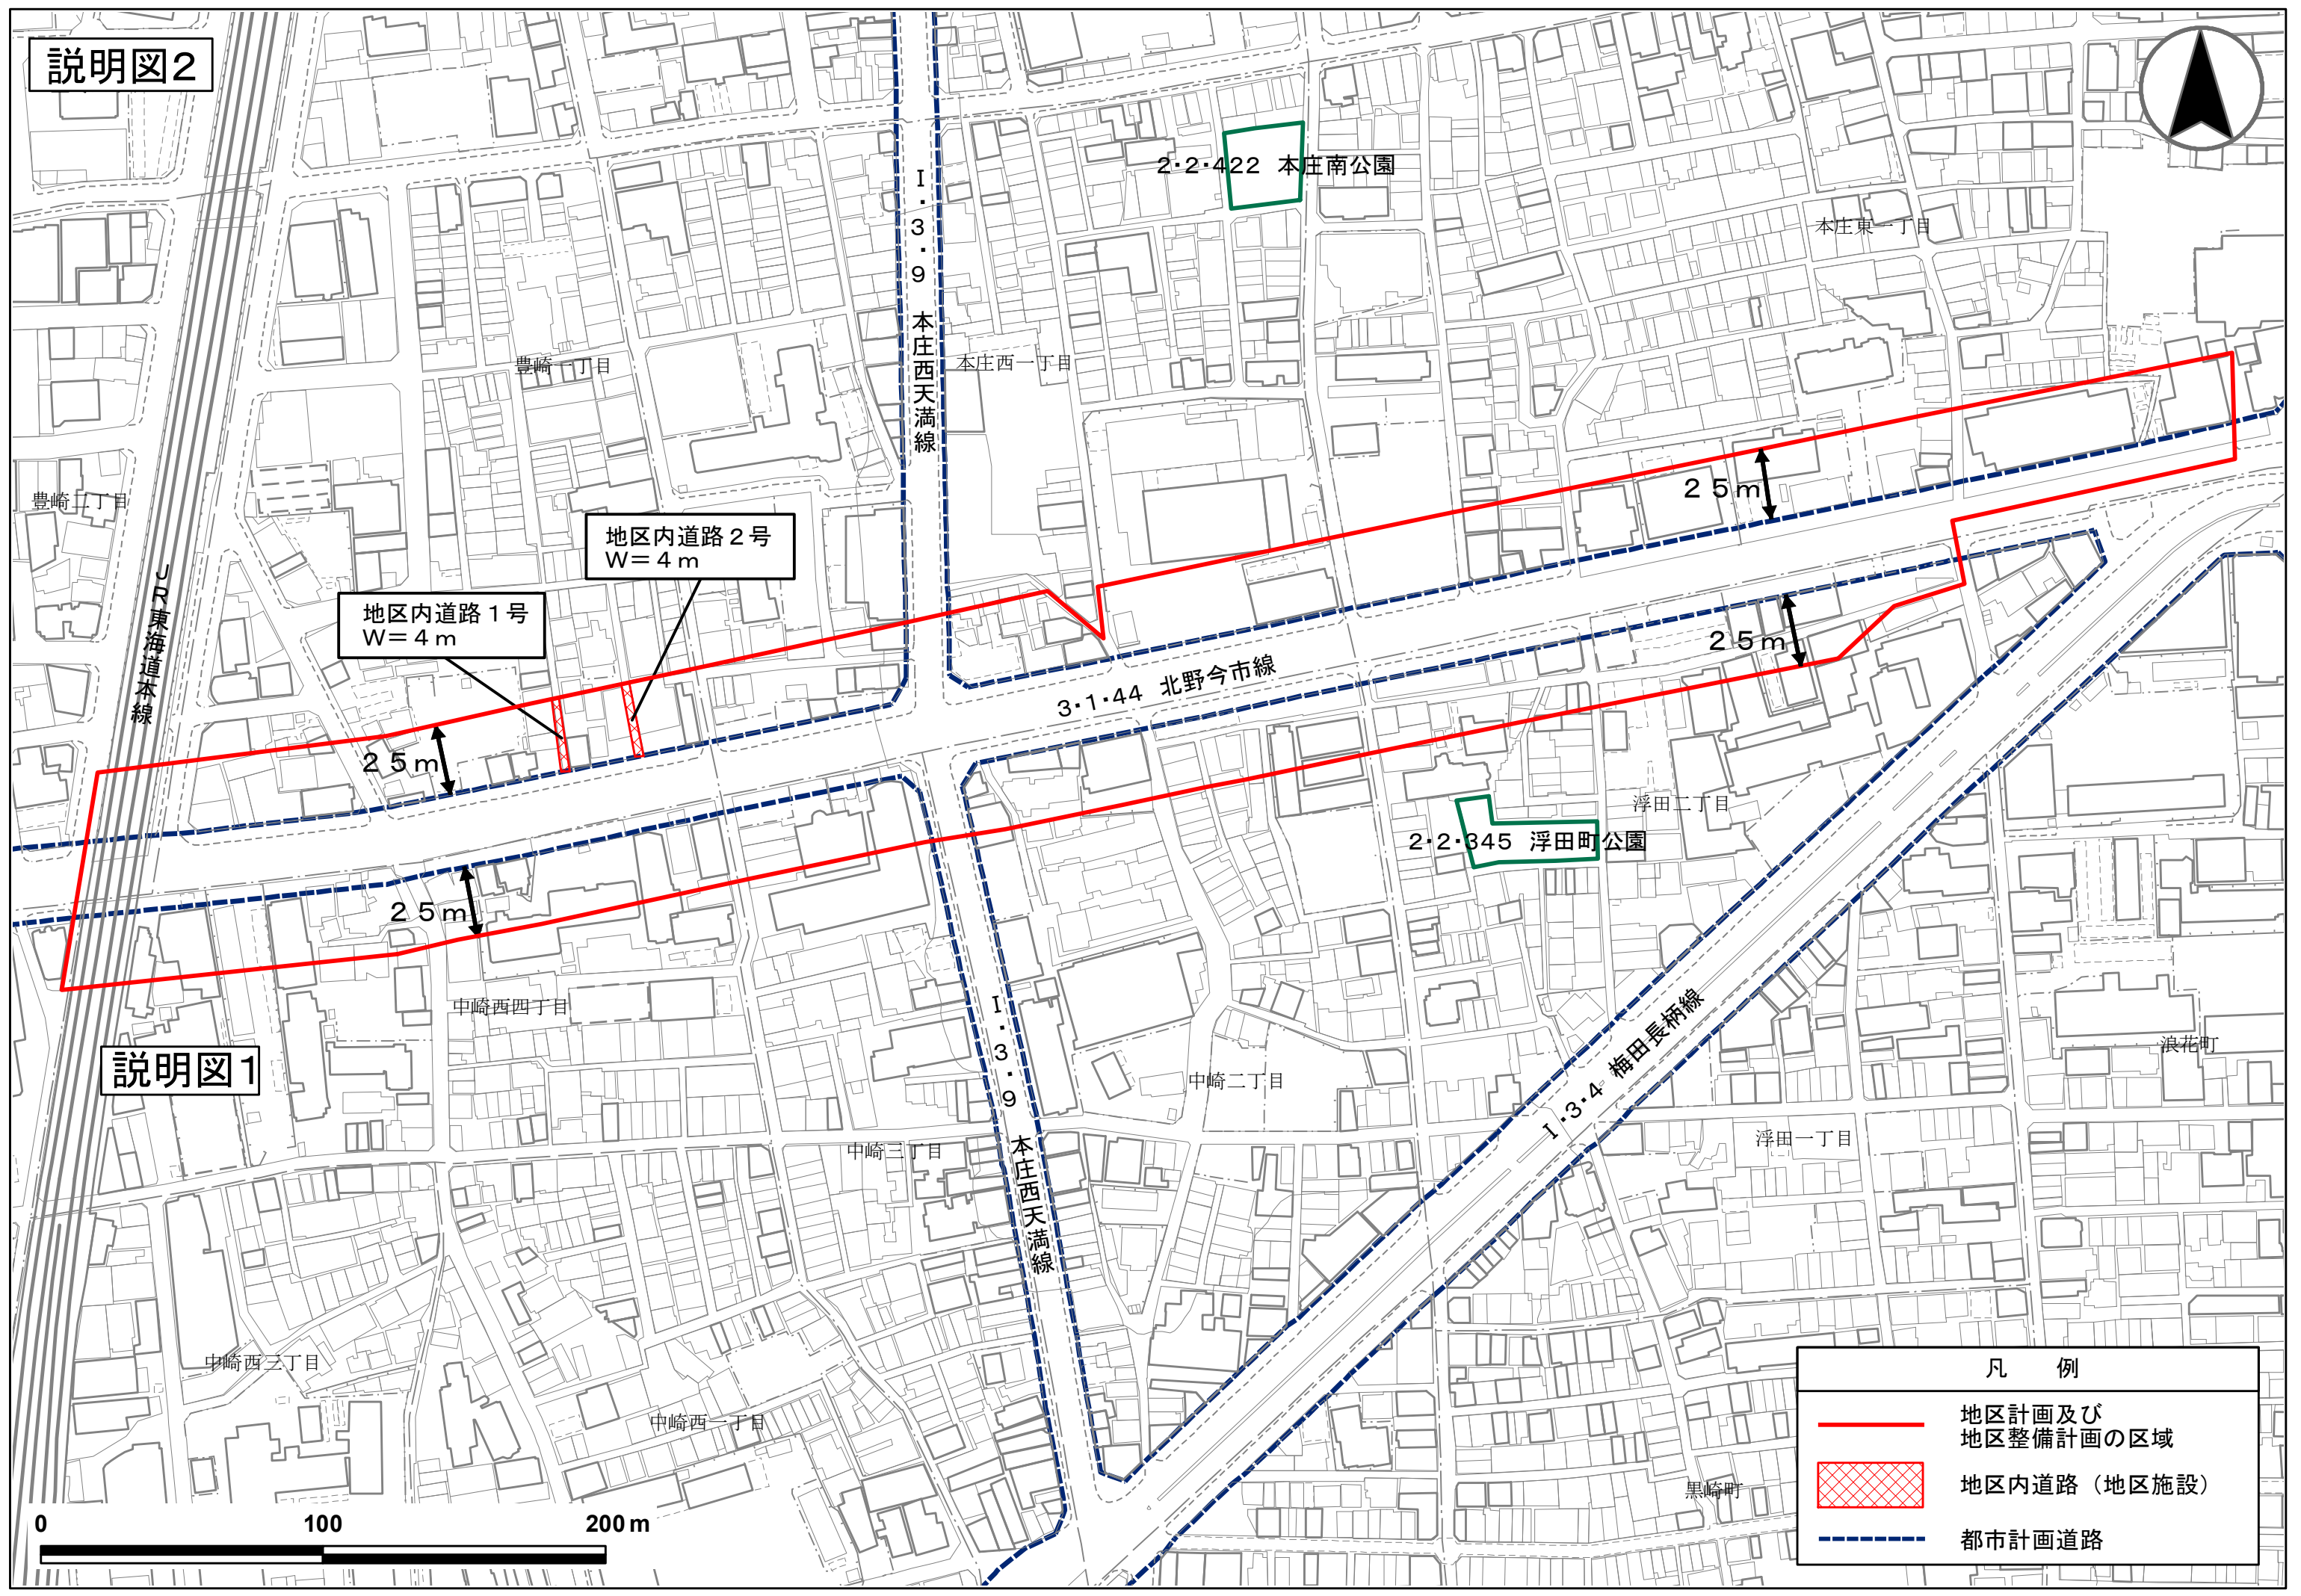 説明図2
2・2・422 本庄南公園
I・3・9 本庄西天満線
本庄東一丁目
豊崎一丁目
本庄西一丁目
豊崎二丁目
25m
地区内道路2号
W=4m
JR東海道本線
地区内道路1号
W=4m
25m
3・1・44 北野今市線
25m
浮田二丁目
2・2・345 浮田町公園
25m
中崎西四丁目
I・3・9 本庄西天満線
I・3・4 梅田長柄線
浪花町
説明図1
中崎二丁目
浮田一丁目
中崎三丁目
中崎西三丁目
中崎西一丁目
黒崎町
凡 例
地区計画及び
地区整備計画の区域
地区内道路(地区施設)
都市計画道路
0 100 200m